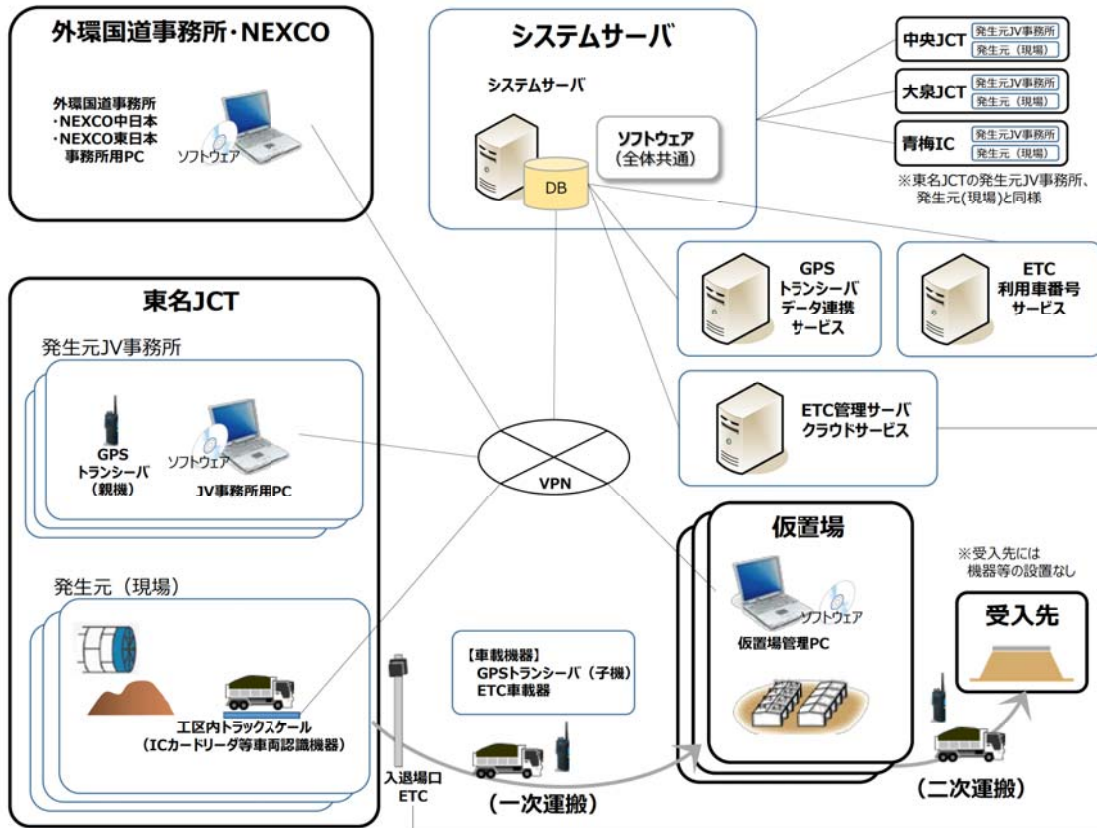 外環国道事務所・NEXCO
外環国道事務所
・NEXCO中日本
・NEXCO東日本
事務所用PC
ソフトウェア
システムサーバ
システムサーバ
ソフトウェア
(全体共通)
DB
中央JCT
発生元JV事務所
発生元(現場)
大泉JCT
発生元JV事務所
発生元(現場)
青梅IC
発生元JV事務所
発生元(現場)
※東名JCTの発生元JV事務所、
発生元(現場)と同様
GPS
トランシーバ
データ連携
サービス
ETC
利用車番号
サービス
ETC管理サーバ
クラウドサービス
東名JCT
発生元JV事務所
GPS
トランシーバ
(親機)
ソフトウェア
JV事務所用PC
VPN
発生元(現場)
工区内トラックスケール
(ICカードリーダ等車両認識機器)
入退場口
ETC
【車載機器】
GPSトランシーバ(子機)
ETC車載器
(一次運搬)
仮置場
ソフトウェア
仮置場管理PC
※受入先には
機器等の設置なし
受入先
(二次運搬)